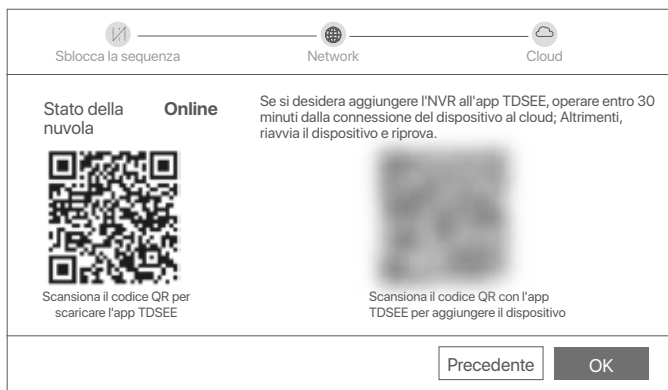 Sblocca la sequenza
Network
Cloud
Stato della
nuvola
Online
Se si desidera aggiungere l'NVR all'app TDSEE, operare entro 30
minuti dalla connessione del dispositivo al cloud; Altrimenti,
riavvia il dispositivo e riprova.
Scansiona il codice QR per
scaricare l'app TDSEE
Scansiona il codice QR con l'app
TDSEE per aggiungere il dispositivo
Precedente
OK